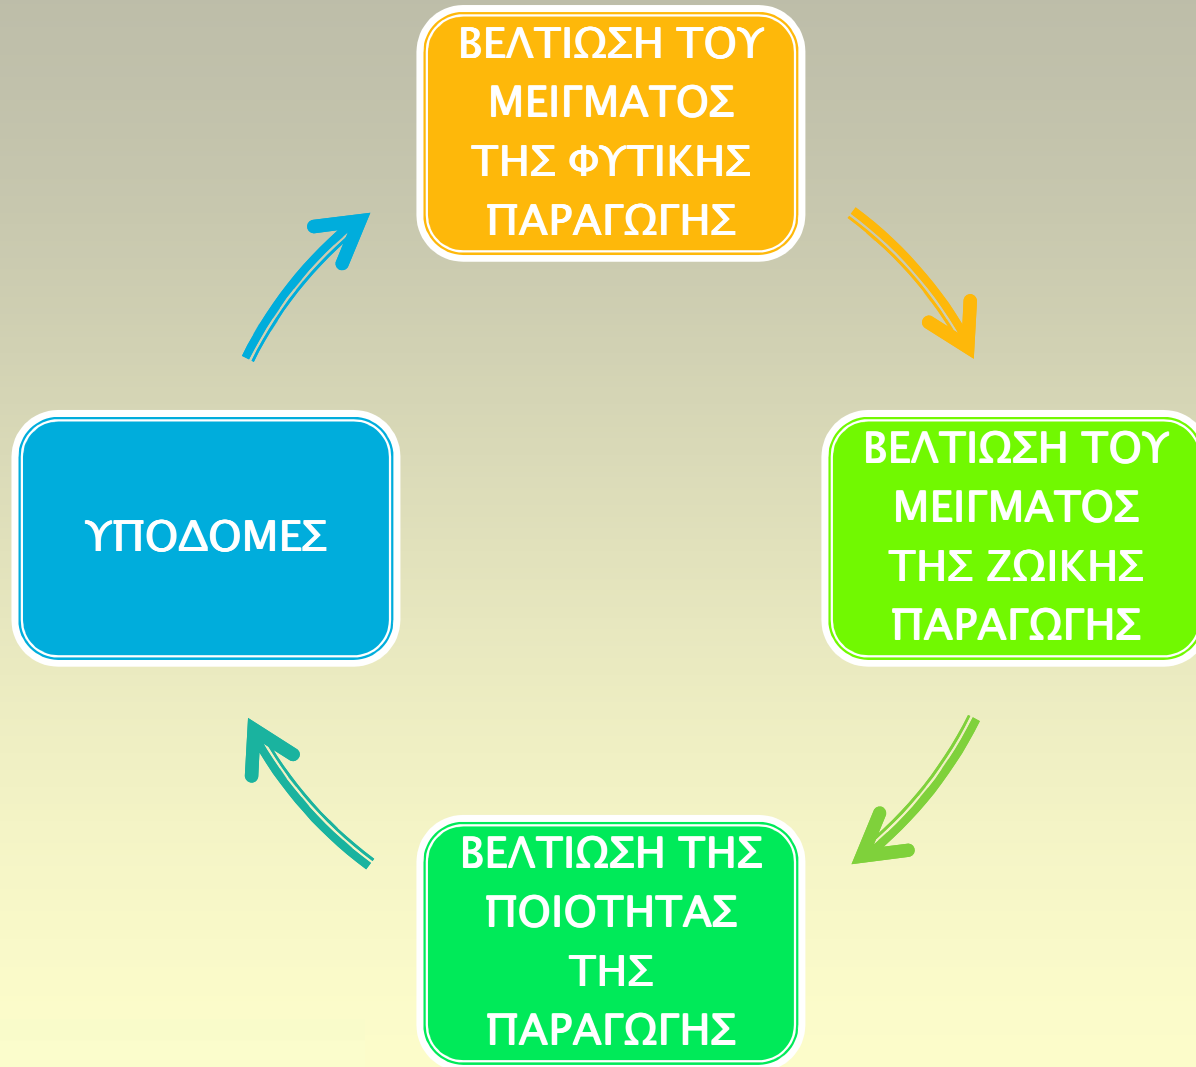 ΒΕΛΤΙΩΣΗ ΤΟΥ
ΜΕΙΓΜΑΤΟΣ
ΤΗΣ ΦΥΤΙΚΗΣ
ΠΑΡΑΓΩΓΗΣ
ΒΕΛΤΙΩΣΗ ΤΟΥ
ΜΕΙΓΜΑΤΟΣ
ΤΗΣ ΖΩΙΚΗΣ
ΠΑΡΑΓΩΓΗΣ
ΒΕΛΤΙΩΣΗ ΤΗΣ
ΠΟΙΟΤΗΤΑΣ
ΤΗΣ
ΠΑΡΑΓΩΓΗΣ
ΥΠΟΔΟΜΕΣ